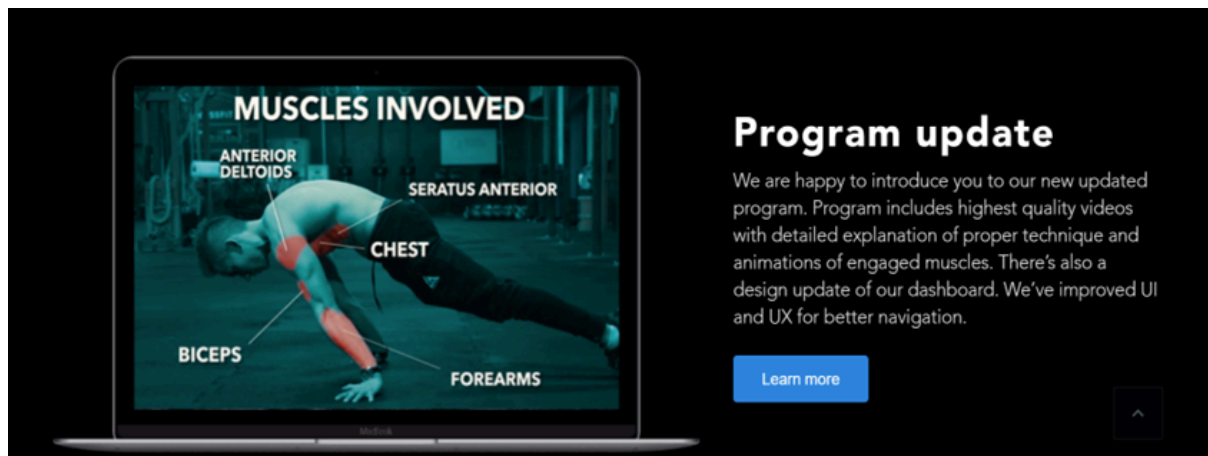 MUSCLES INVOLVED
ANTERIOR
DELTOIDS
SERATUS ANTERIOR
CHEST
BICEPS
FOREARMS
Program update
We are happy to introduce you to our new updated
program. Program includes highest quality videos
with detailed explanation of proper technique and
animations of engaged muscles. There’s also a
design update of our dashboard. We’ve improved UI
and UX for better navigation.
Learn more